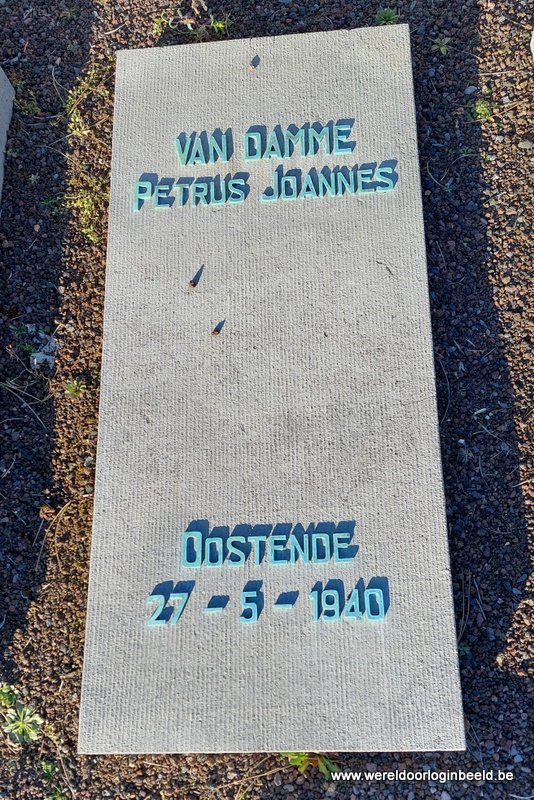 VAN DAMME
PETRUS JOANNES
OOSTENDE
27 - 5 - 1940
www.wereldoorloginbeeld.be